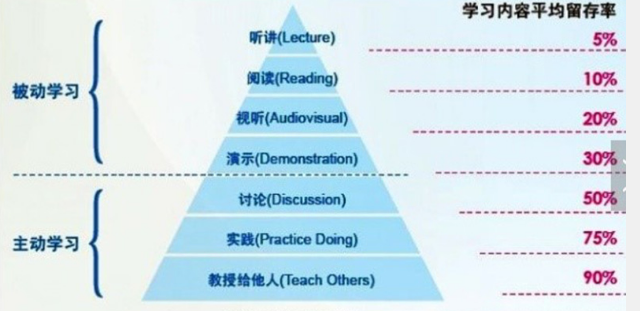 学习内容平均留存率
听讲(Lecture) 5%
阅读(Reading) 10%
被动学习
视听(Audiovisual) 20%
演示(Demonstration) 30%
讨论(Discussion) 50%
主动学习
实践(Practice Doing) 75%
教授给他人(Teach Others) 90%